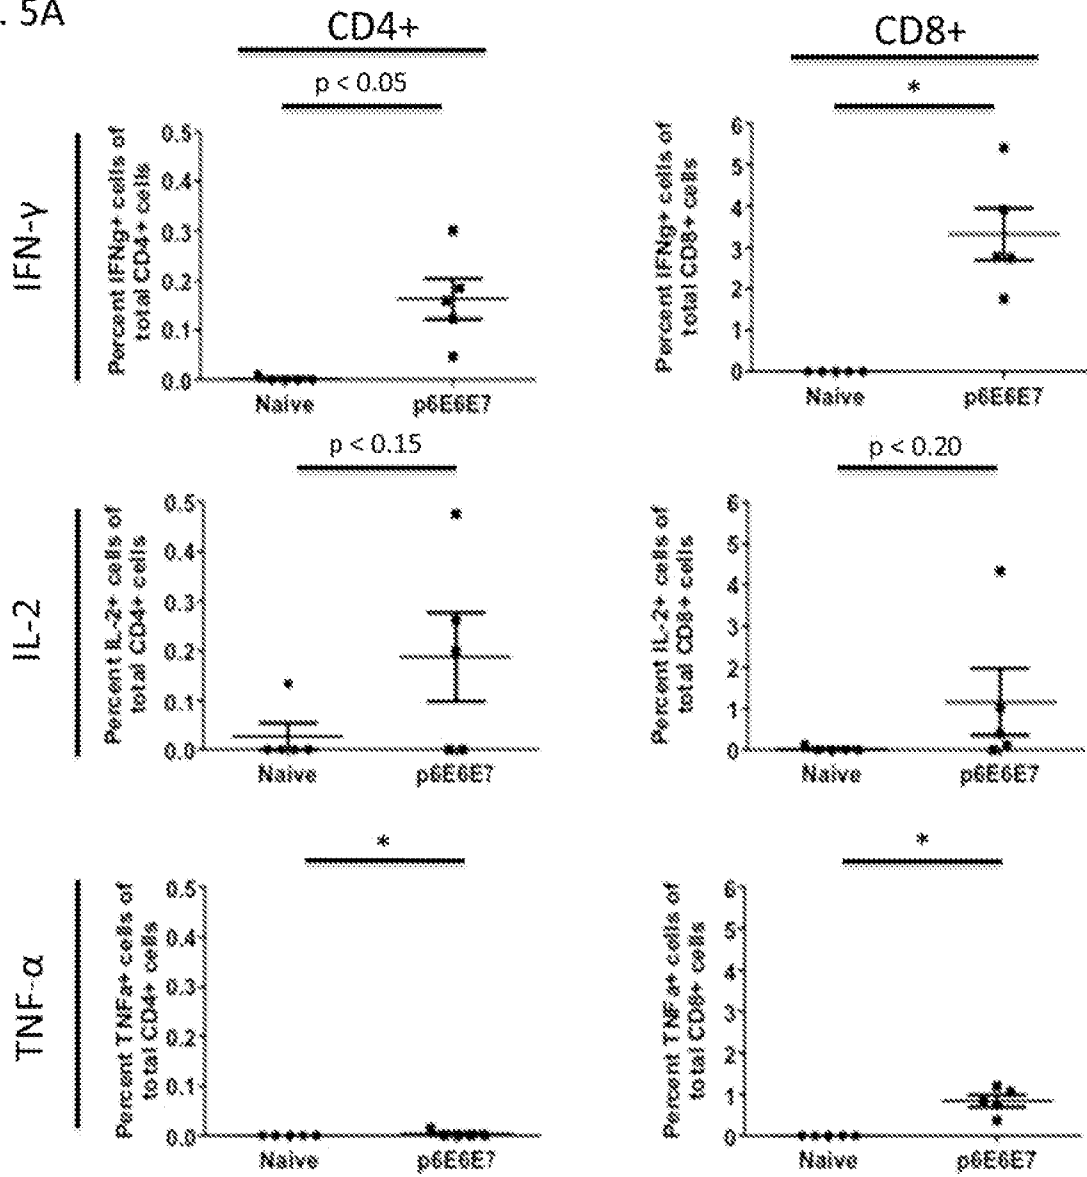 . 5A
CD4+
CD8+
p < 0.05
*
IFN-γ
Percent IFNg+ cells of
total CD4+ cells
0.5
0.4
0.3
0.2
0.1
0.0
Naive
p6E6E7
Percent IFNg+ cells of
total CD8+ cells
6
5
4
3
2
1
0
Naive
p6E6E7
p < 0.15
p < 0.20
IL-2
Percent IL-2+ cells of
total CD4+ cells
0.5
0.4
0.3
0.2
0.1
0.0
Naive
p6E6E7
Percent IL-2+ cells of
total CD8+ cells
6
5
4
3
2
1
0
Naive
p6E6E7
*
*
TNF-α
Percent TNFa+ cells of
total CD4+ cells
0.5
0.4
0.3
0.2
0.1
0.0
Naive
p6E6E7
Percent TNFa+ cells of
total CD8+ cells
6
5
4
3
2
1
0
Naive
p6E6E7